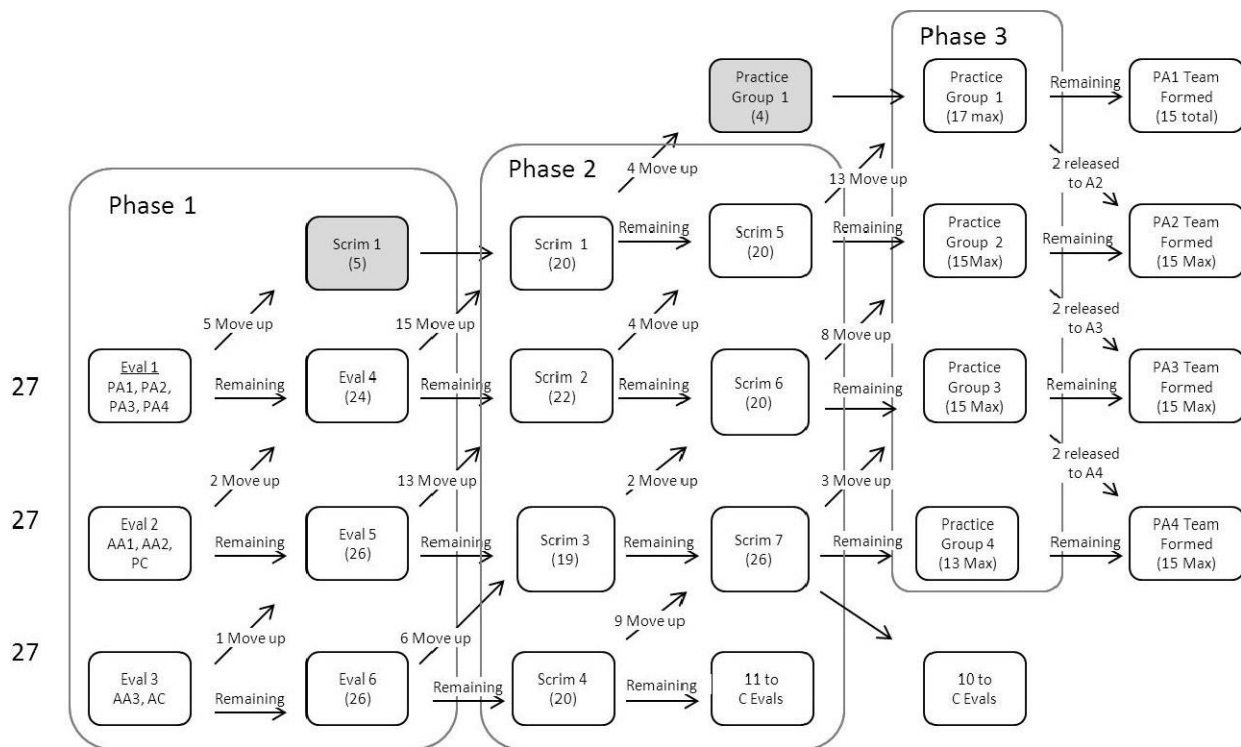 Phase 3
Practice
Group 1
(4)
Practice
Group 1
(17 max)
Remaining
PA1 Team
Formed
(15 total)
4 Move up
13 Move up
2 released
to A2
Phase 1
Phase 2
Scrim 1
(5)
Scrim 1
(20)
Remaining
Scrim 5
(20)
Remaining
Practice
Group 2
(15Max)
Remaining
PA2 Team
Formed
(15 Max)
5 Move up
15 Move up
4 Move up
8 Move up
2 released
to A3
27
Eval 1
PA1, PA2,
PA3, PA4
Remaining
Eval 4
(24)
Remaining
Scrim 2
(22)
Remaining
Scrim 6
(20)
Remaining
Practice
Group 3
(15 Max)
Remaining
PA3 Team
Formed
(15 Max)
2 Move up
13 Move up
2 Move up
3 Move up
2 released
to A4
27
Eval 2
AA1, AA2,
PC
Remaining
Eval 5
(26)
Remaining
Scrim 3
(19)
Remaining
Scrim 7
(26)
Remaining
Practice
Group 4
(13 Max)
Remaining
PA4 Team
Formed
(15 Max)
1 Move up
6 Move up
9 Move up
27
Eval 3
AA3, AC
Remaining
Eval 6
(26)
Remaining
Scrim 4
(20)
Remaining
11 to
C Evals
10 to
C Evals